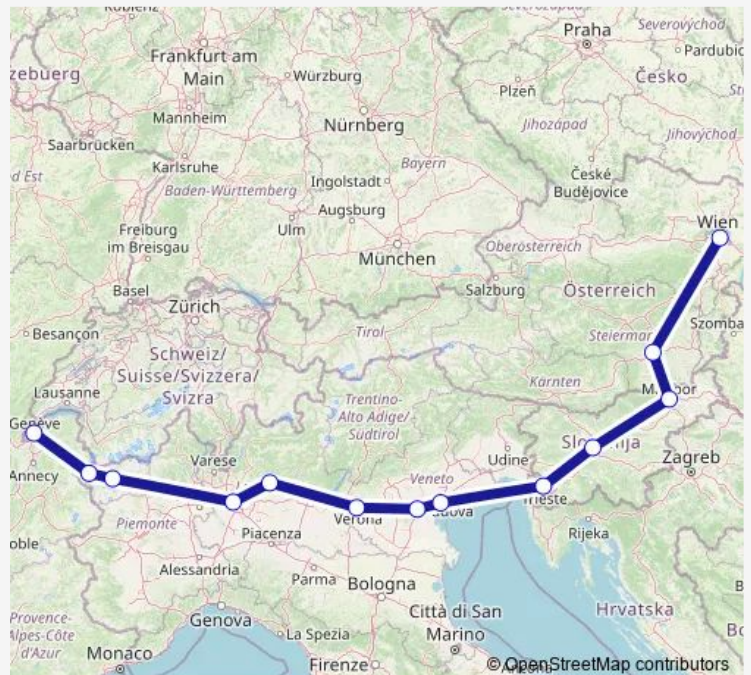 Praha
Severovýchod
Frankfurt am
Main
Pardubic
zebuerg
Würzburg
Česko
Plzeň
Mannheim
Nürnberg
Jihozápad
Jihovýchod
Saarbrücken
Karlsruhe
Bayern
d Est
České
Budějovice
Ingolstadt
Baden-Württemberg
Augsburg
Ulm
Wien
Freiburg
im Breisgau
Oberösterreich
München
Basel
Salzburg
Österreich
Zürich
Besançon
Tirol
Steiermar
Szomba
Schweiz/
Suisse/Svizzera/
Svizra
Kärnten
Lausanne
Trentino-
Alto Adige/
Südtirol
Genève
Zagreb
Annecy
Varese
Udine
Veneto
Trieste
Piemonte
Verona
Piacenza
Rijeka
oble
Alessandria
Parma
Bologna
Genova
Città di San
Marino
Hrvatska
Provence-
Alpes-Côte
d'Azur
La Spezia
Monaco
Firenze
© OpenStreetMap contributors